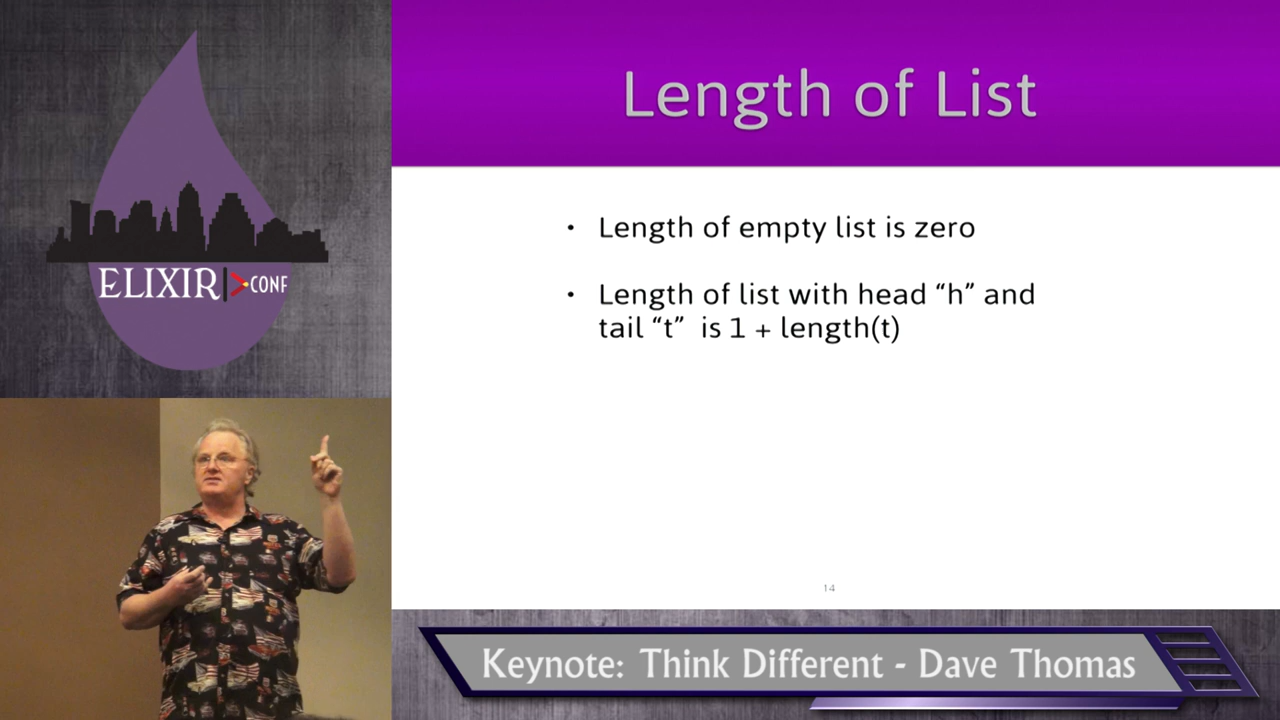 Length of List
ELIXIR|>CONF
• Length of empty list is zero
• Length of list with head “h” and
tail “t” is 1 + length(t)
14
Keynote: Think Different - Dave Thomas